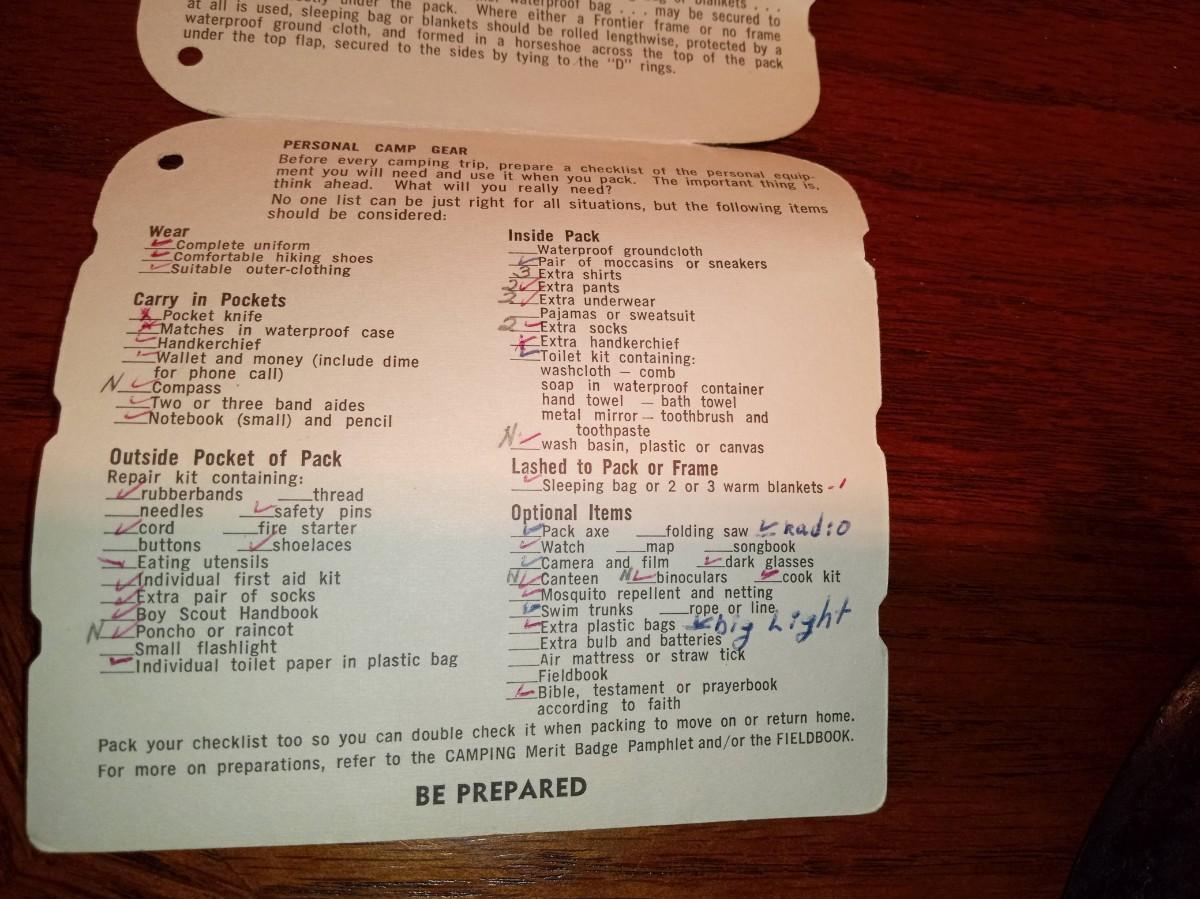 under the pack. Where either a Frontier frame or no frame
at all is used, sleeping bag or blankets should be rolled lengthwise, protected by a
waterproof ground cloth, and formed in a horseshoe across the top of the pack
under the top flap, secured to the sides by tying to the "D" rings.
PERSONAL CAMP GEAR
Before every camping trip, prepare a checklist of the personal equip-
ment you will need and use it when you pack. The important thing is,
think ahead. What will you really need?
No one list can be just right for all situations, but the following items
should be considered:
Wear
Complete uniform
Comfortable hiking shoes
Suitable outer-clothing
Carry in Pockets
Pocket knife
Matches in waterproof case
Handkerchief
Wallet and money (include dime
for phone call)
N Compass
Two or three band aides
Notebook (small) and pencil
Outside Pocket of Pack
Repair kit containing:
rubberbands thread
needles safety pins
cord fire starter
buttons shoelaces
Eating utensils
Individual first aid kit
Extra pair of socks
Boy Scout Handbook
N Poncho or raincot
Small flashlight
Individual toilet paper in plastic bag
Inside Pack
Waterproof groundcloth
Pair of moccasins or sneakers
3 Extra shirts
2 Extra pants
3 Extra underwear
Pajamas or sweatsuit
2 Extra socks
Extra handkerchief
Toilet kit containing:
washcloth — comb
soap in waterproof container
hand towel — bath towel
metal mirror — toothbrush and
toothpaste
N wash basin, plastic or canvas
Lashed to Pack or Frame
Sleeping bag or 2 or 3 warm blankets - 1
Optional Items
Pack axe folding saw Radio
Watch map songbook
Camera and film dark glasses
N Canteen N binoculars cook kit
Mosquito repellent and netting
Swim trunks rope or line
Extra plastic bags big Light
Extra bulb and batteries
Air mattress or straw tick
Fieldbook
Bible, testament or prayerbook
according to faith
Pack your checklist too so you can double check it when packing to move on or return home.
For more on preparations, refer to the CAMPING Merit Badge Pamphlet and/or the FIELDBOOK.
BE PREPARED